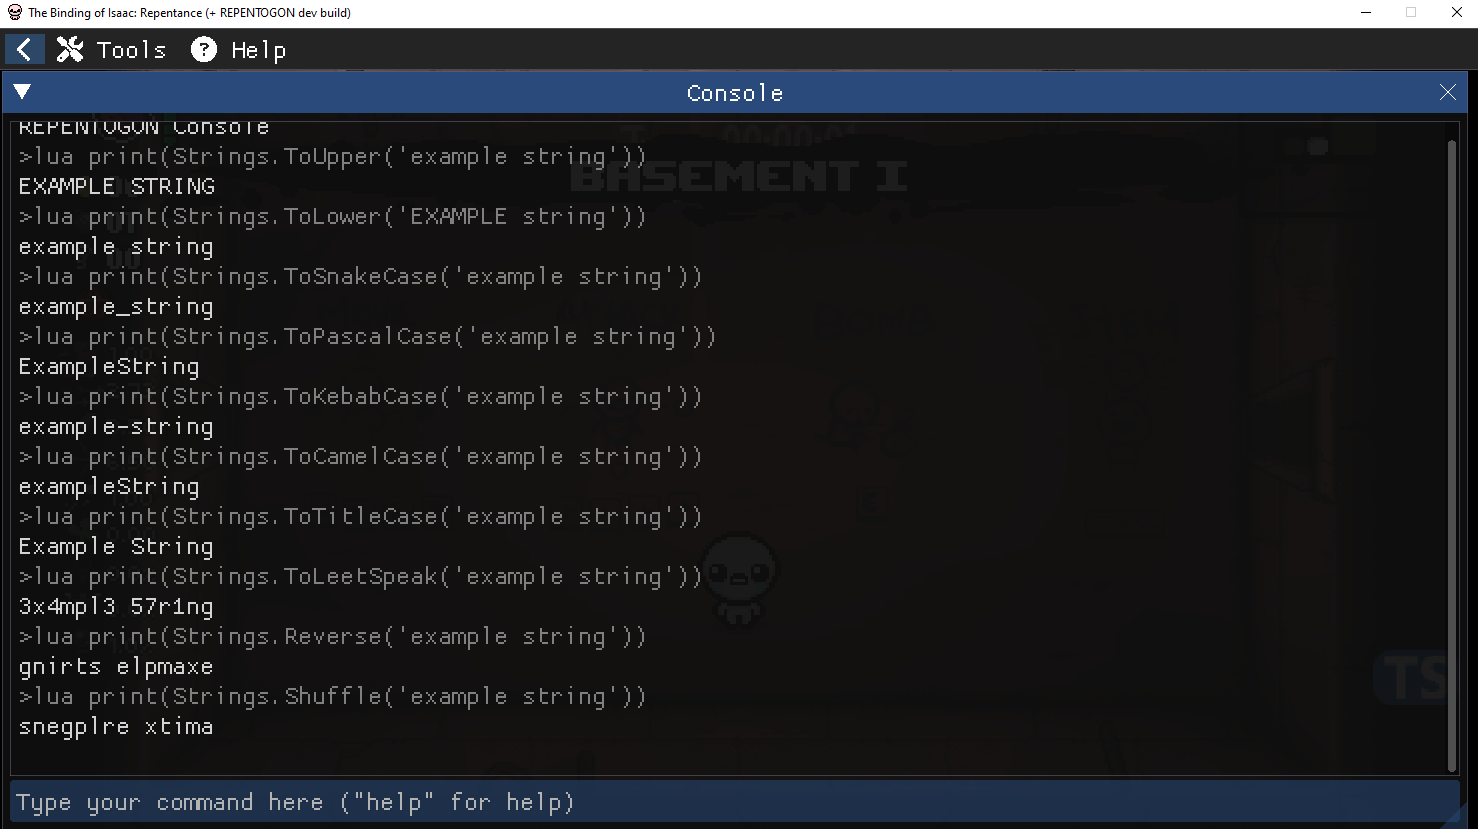 The Binding of Isaac: Repentance (+ REPENTOGON dev build)
Tools Help
Console
REPENTOGON Console
>lua print(Strings.ToUpper('example string'))
BASEMENT I
EXAMPLE STRING
>lua print(Strings.ToLower('EXAMPLE string'))
example string
>lua print(Strings.ToSnakeCase('example string'))
example_string
>lua print(Strings.ToPascalCase('example string'))
ExampleString
>lua print(Strings.ToKebabCase('example string'))
example-string
>lua print(Strings.ToCamelCase('example string'))
exampleString
>lua print(Strings.ToTitleCase('example string'))
Example String
>lua print(Strings.ToLeetSpeak('example string'))
3x4mpl3 57r1ng
>lua print(Strings.Reverse('example string'))
gnirts elpmaxe
TS
>lua print(Strings.Shuffle('example string'))
snegplre xtima
Type your command here ("help" for help)